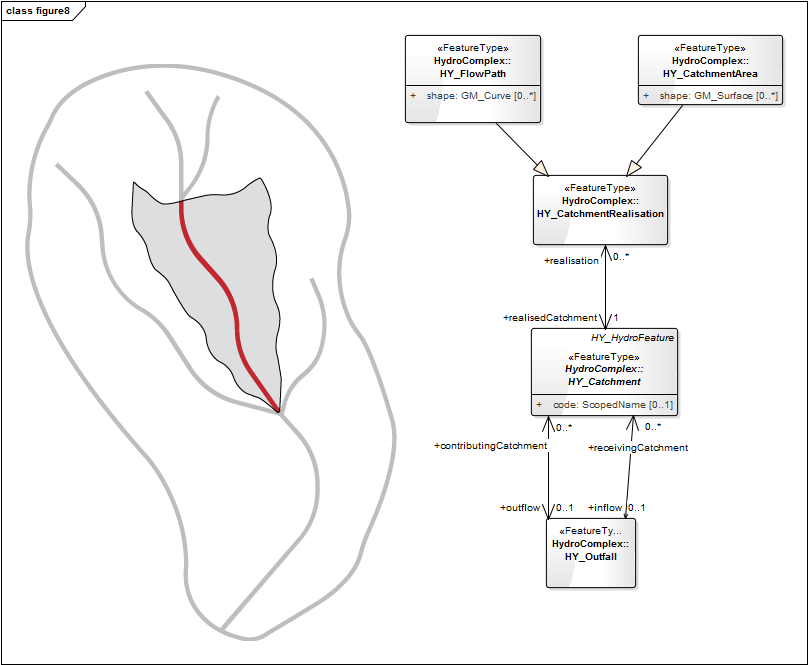 class figure8
«FeatureType»
HydroComplex::
HY_FlowPath
+ shape: GM_Curve [0..*]
«FeatureType»
HydroComplex::
HY_CatchmentArea
+ shape: GM_Surface [0..*]
«FeatureType»
HydroComplex::
HY_CatchmentRealisation
+realisation 0..*
+realisedCatchment 1
HY_HydroFeature
«FeatureType»
HydroComplex::
HY_Catchment
+ code: ScopedName [0..1]
0..* 0..*
+contributingCatchment +receivingCatchment
+outflow 0..1 +inflow 0..1
«FeatureTy...
HydroComplex::
HY_Outfall